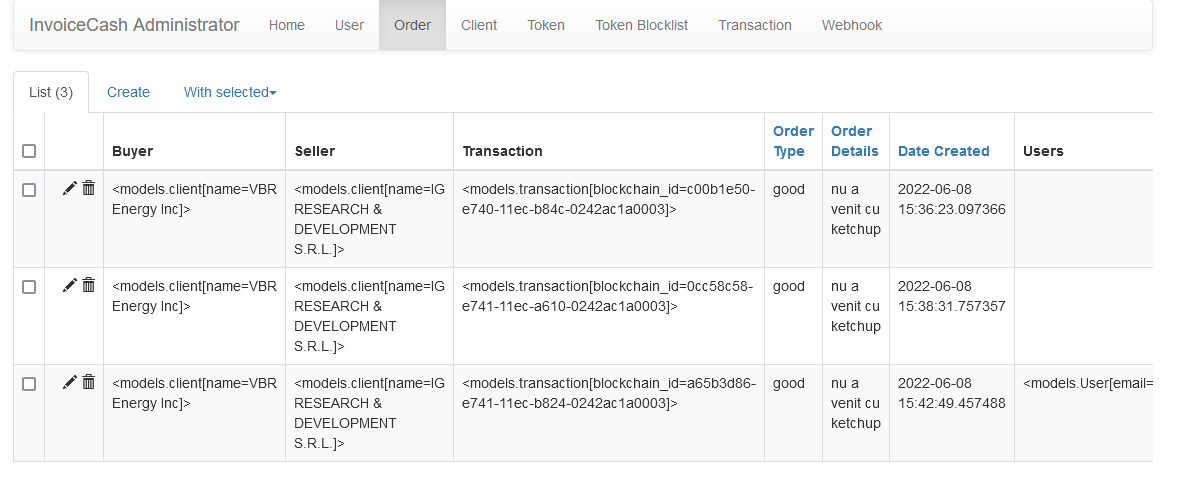 InvoiceCash Administrator Home User Order Client Token Token Blocklist Transaction Webhook
List (3) Create With selected
Buyer Seller Transaction Order Type Order Details Date Created Users
<models.client[name=VBR Energy Inc]> <models.client[name=IG RESEARCH & DEVELOPMENT S.R.L.]> <models.transaction[blockchain_id=c00b1e50-e740-11ec-b84c-0242ac1a0003]> good nu a venit cu ketchup 2022-06-08 15:36:23.097366
<models.client[name=VBR Energy Inc]> <models.client[name=IG RESEARCH & DEVELOPMENT S.R.L.]> <models.transaction[blockchain_id=0cc58c58-e741-11ec-a610-0242ac1a0003]> good nu a venit cu ketchup 2022-06-08 15:38:31.757357
<models.client[name=VBR Energy Inc]> <models.client[name=IG RESEARCH & DEVELOPMENT S.R.L.]> <models.transaction[blockchain_id=a65b3d86-e741-11ec-b824-0242ac1a0003]> good nu a venit cu ketchup 2022-06-08 15:42:49.457488 <models.User[email=